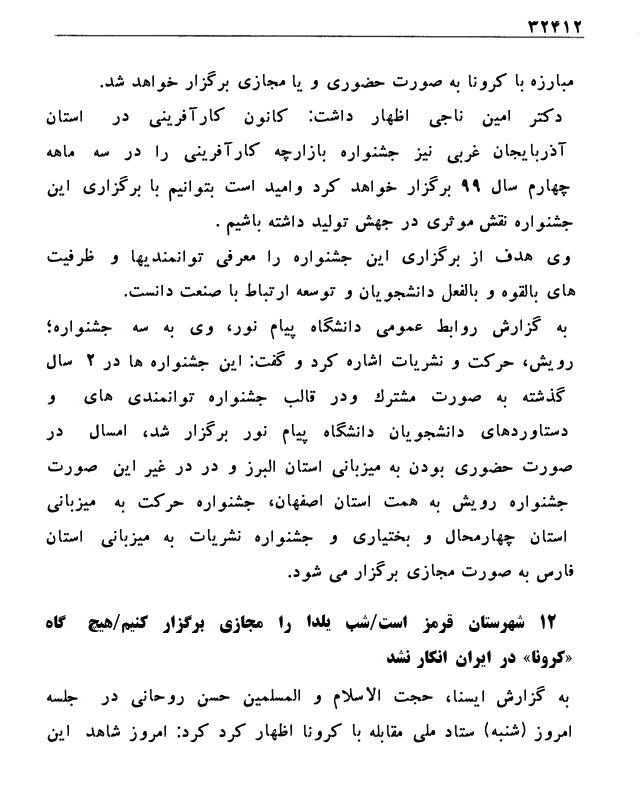 ۳۲۴۱۲
مبارزه با کرونا به صورت حضوری و یا مجازی برگزار خواهد شد.
دکتر امین ناجی اظهار داشت: کانون کارآفرینی در استان
آذربایجان غربی نیز جشنواره بازارچه کارآفرینی را در سه ماهه
چهارم سال ۹۹ برگزار خواهد کرد وامید است بتوانیم با برگزاری این
جشنواره نقش موثری در جهش تولید داشته باشیم .
وی هدف از برگزاری این جشنواره را معرفی توانمندیها و ظرفیت
های بالقوه و بالفعل دانشجویان و توسعه ارتباط با صنعت دانست.
به گزارش روابط عمومی دانشگاه پیام نور، وی به سه جشنواره؛
رویش، حرکت و نشریات اشاره کرد و گفت: این جشنواره ها در ۲ سال
گذشته به صورت مشترك ودر قالب جشنواره توانمندی های و
دستاوردهای دانشجویان دانشگاه پیام نور برگزار شد، امسال در
صورت حضوری بودن به میزبانی استان البرز و در در غیر این صورت
جشنواره رویش به همت استان اصفهان، جشنواره حرکت به میزبانی
استان چهارمحال و بختیاری و جشنواره نشریات به میزبانی استان
فارس به صورت مجازی برگزار می شود.
۱۲ شهرستان قرمز است/شب یلدا را مجازی برگزار کنیم/هیچ گاه
«کرونا» در ایران انکار نشد
به گزارش ایسنا، حجت الاسلام و المسلمین حسن روحانی در جلسه
امروز (شنبه) ستاد ملی مقابله با کرونا اظهار کرد کرد: امروز شاهد این